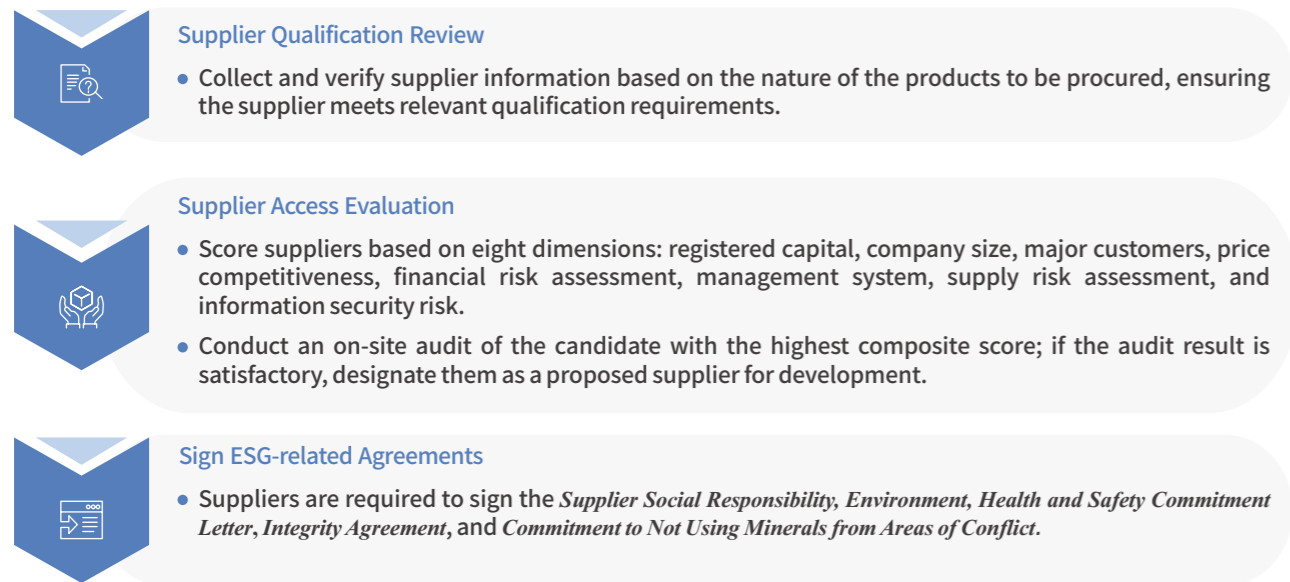 Supplier Qualification Review
• Collect and verify supplier information based on the nature of the products to be procured, ensuring
the supplier meets relevant qualification requirements.
Supplier Access Evaluation
• Score suppliers based on eight dimensions: registered capital, company size, major customers, price
competitiveness, financial risk assessment, management system, supply risk assessment, and
information security risk.
• Conduct an on-site audit of the candidate with the highest composite score; if the audit result is
satisfactory, designate them as a proposed supplier for development.
Sign ESG-related Agreements
• Suppliers are required to sign the Supplier Social Responsibility, Environment, Health and Safety Commitment
Letter, Integrity Agreement, and Commitment to Not Using Minerals from Areas of Conflict.